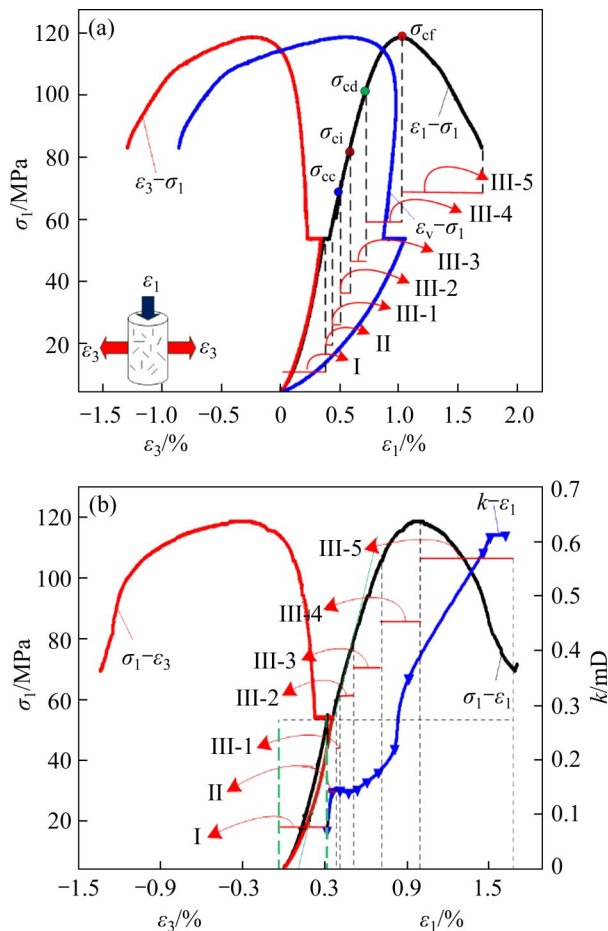 (a)
σcf
120
100
80
60
40
20
σ1/MPa
σcd
σci
σcc
ε1–σ1
ε3–σ1
εv–σ1
III-5
III-4
III-3
III-2
III-1
II
I
ε1
ε3
ε3
−1.5 −1.0 −0.5 0 0.5 1.0 1.5 2.0
ε3/% ε1/%
(b)
k–ε1
0.7
0.6
0.5
0.4
0.3
0.2
0.1
0
k/mD
120
100
80
60
40
20
σ1/MPa
III-5
III-4
III-3
III-2
III-1
II
I
σ1–ε3
σ1–ε1
−1.5 −0.9 −0.3 0.3 0.9 1.5
ε3/% ε1/%